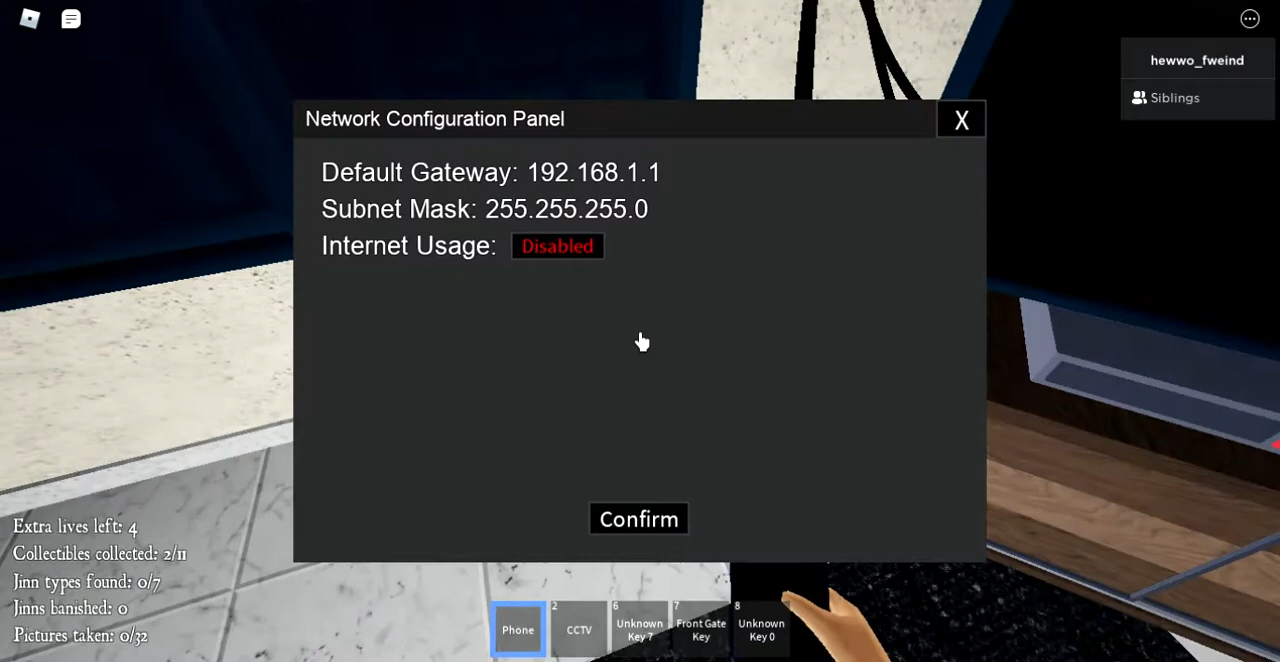 hewwo_fweind
Siblings
Network Configuration Panel
X
Default Gateway: 192.168.1.1
Subnet Mask: 255.255.255.0
Internet Usage: Disabled
Confirm
Extra lives left: 4
Collectibles collected: 2/11
Jinn types found: 0/7
Jinns banished: 0
Pictures taken: 0/32
Phone
2
CCTV
6
Unknown
Key 7
7
Front Gate
Key
8
Unknown
Key 0